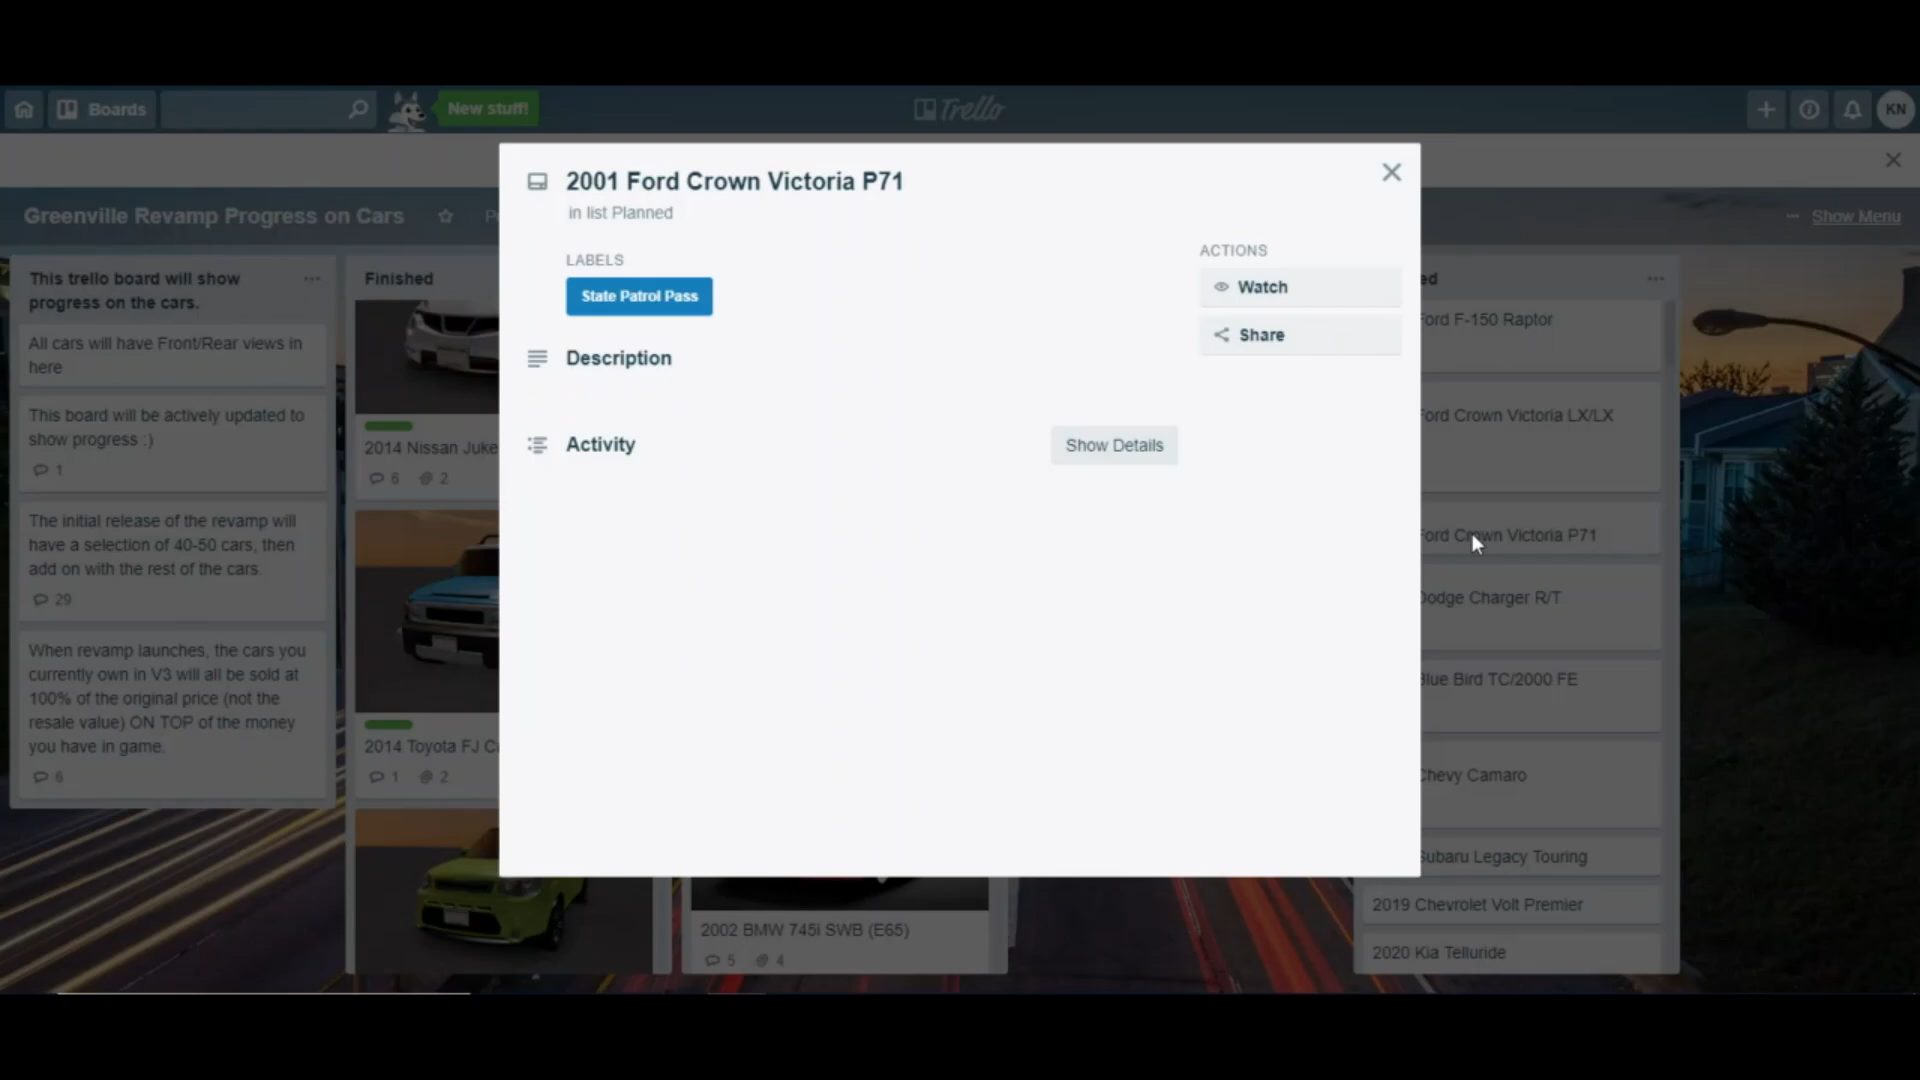 Boards
New stuff!
Trello
KN
Greenville Revamp Progress on Cars
Show Menu
This trello board will show
progress on the cars.
All cars will have Front/Rear views in
here
This board will be actively updated to
show progress :)
1
The initial release of the revamp will
have a selection of 40-50 cars, then
add on with the rest of the cars.
29
When revamp launches, the cars you
currently own in V3 will all be sold at
100% of the original price (not the
resale value) ON TOP of the money
you have in game.
6
Finished
2014 Nissan Juke
6 2
2014 Toyota FJ
1 2
2001 Ford Crown Victoria P71
in list Planned
LABELS
State Patrol Pass
Description
Activity
Show Details
ACTIONS
Watch
Share
2002 BMW 745i SWB (E65)
5 4
ed
Ford F-150 Raptor
Ford Crown Victoria LX/LX
Ford Crown Victoria P71
Dodge Charger R/T
Blue Bird TC/2000 FE
Chevy Camaro
Subaru Legacy Touring
2019 Chevrolet Volt Premier
2020 Kia Telluride